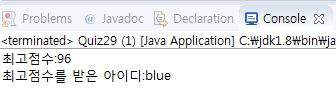 Problems @ Javadoc Declaration Console
<terminated> Quiz29 (1) [Java Application] C:\jdk1.8\bin\ja
최고점수:96
최고점수를 받은 아이디:blue